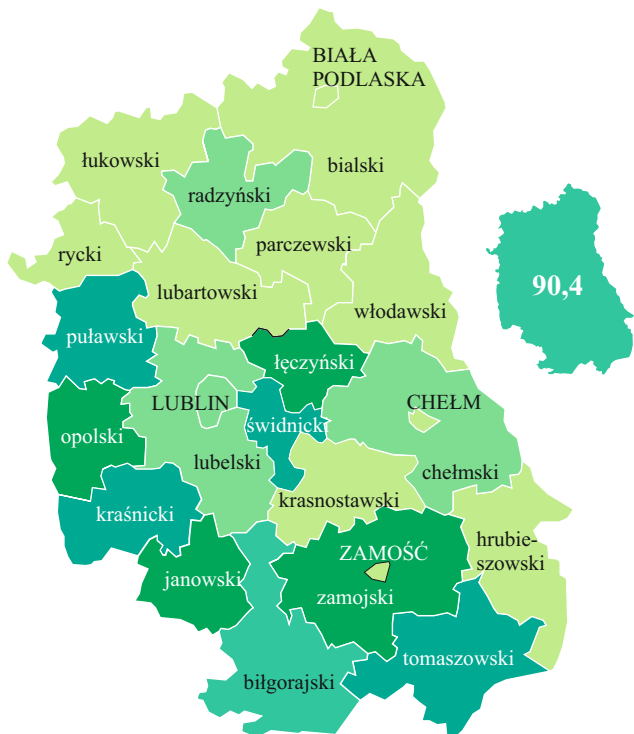 BIAŁA
PODLASKA
łukowski
bialski
radzyński
rycki
parczewski
lubartowski
włodawski
90,4
puławski
łęczyński
LUBLIN
CHEŁM
opolski
świdnicki
lubelski
chełmski
krasnostawski
kraśnicki
hrubie-
szowski
ZAMOŚĆ
janowski
zamojski
tomaszowski
biłgorajski